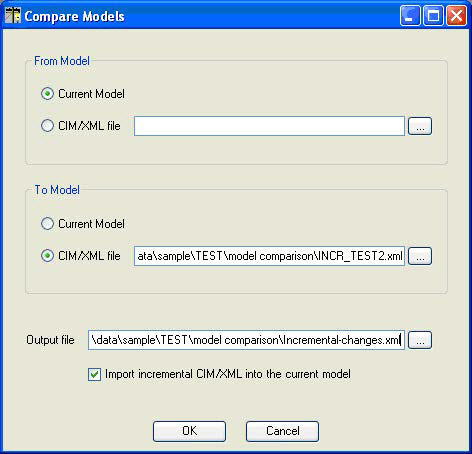 Compare Models
From Model
Current Model
CIM/XML file
...
To Model
Current Model
CIM/XML file ata\sample\TEST\model comparison\INCR_TEST2.xml ...
Output file \data\sample\TEST\model comparison\Incremental-changes.xml ...
Import incremental CIM/XML into the current model
OK Cancel